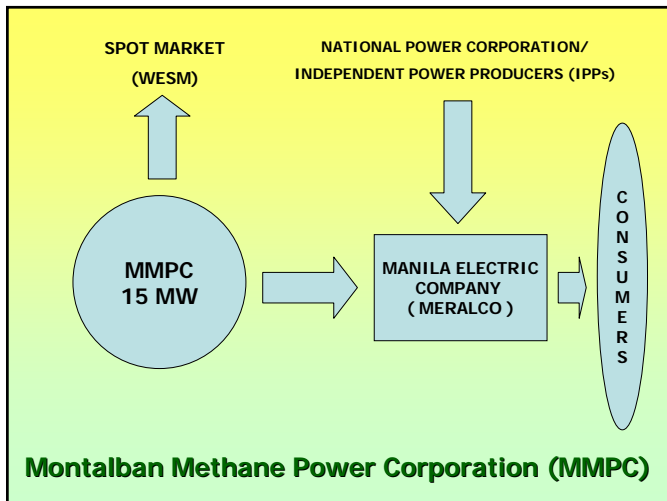 SPOT MARKET
(WESM)
NATIONAL POWER CORPORATION/
INDEPENDENT POWER PRODUCERS (IPPs)
MMPC
15 MW
MANILA ELECTRIC
COMPANY
( MERALCO )
C
O
N
S
U
M
E
R
S
Montalban Methane Power Corporation (MMPC)